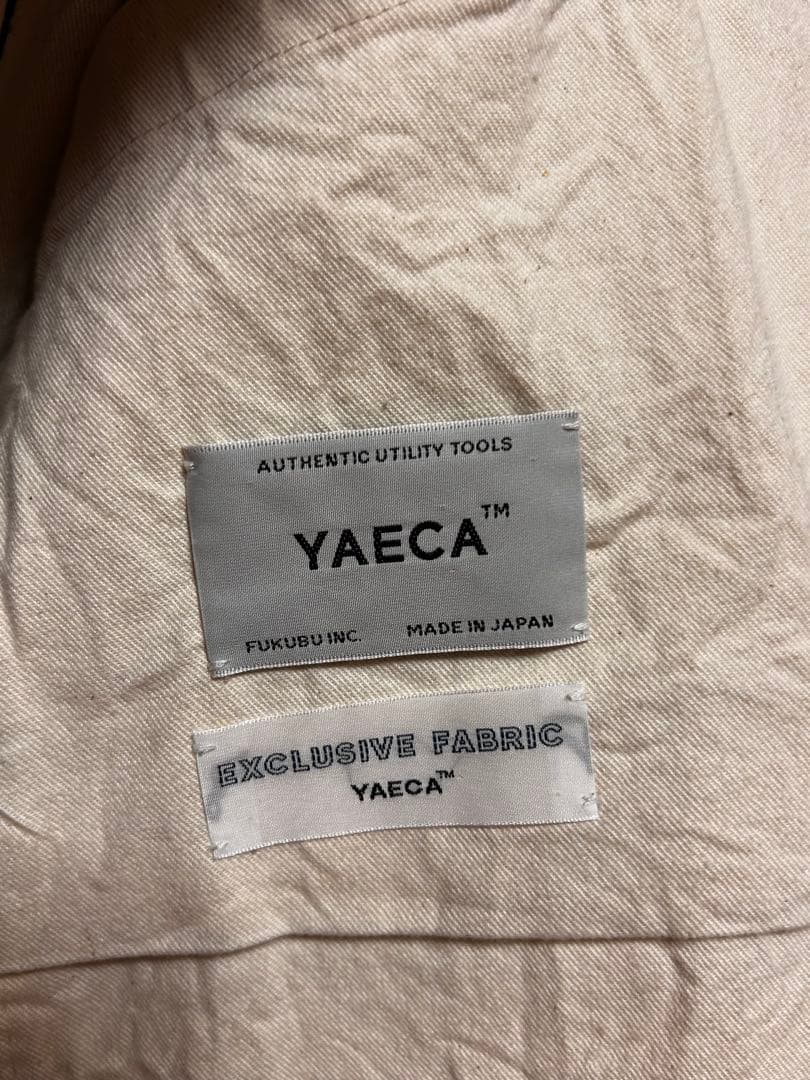 AUTHENTIC UTILITY TOOLS
YAECA™
FUKUBU INC. MADE IN JAPAN
EXCLUSIVE FABRIC
YAECA™